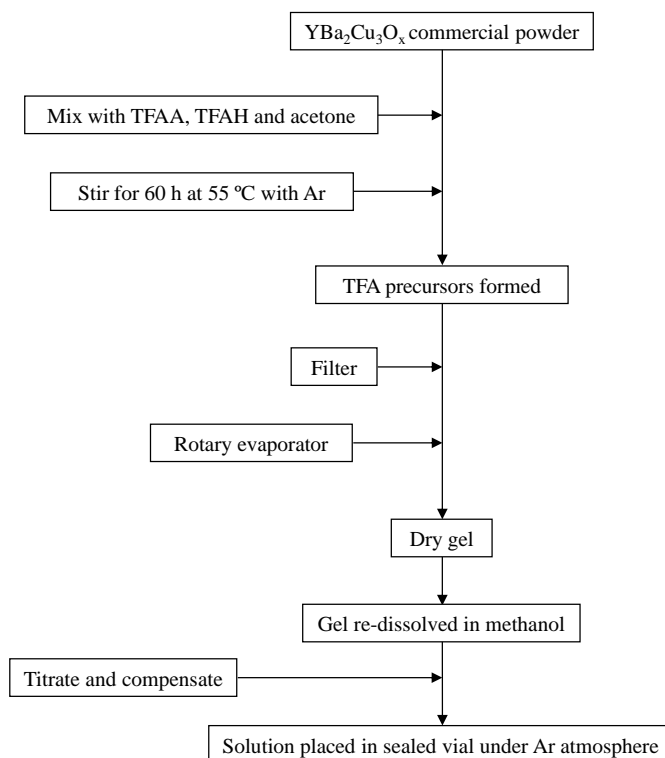 YBa₂Cu₃Oₓ commercial powder
Mix with TFAA, TFAH and acetone
Stir for 60 h at 55 ºC with Ar
TFA precursors formed
Filter
Rotary evaporator
Dry gel
Gel re-dissolved in methanol
Titrate and compensate
Solution placed in sealed vial under Ar atmosphere